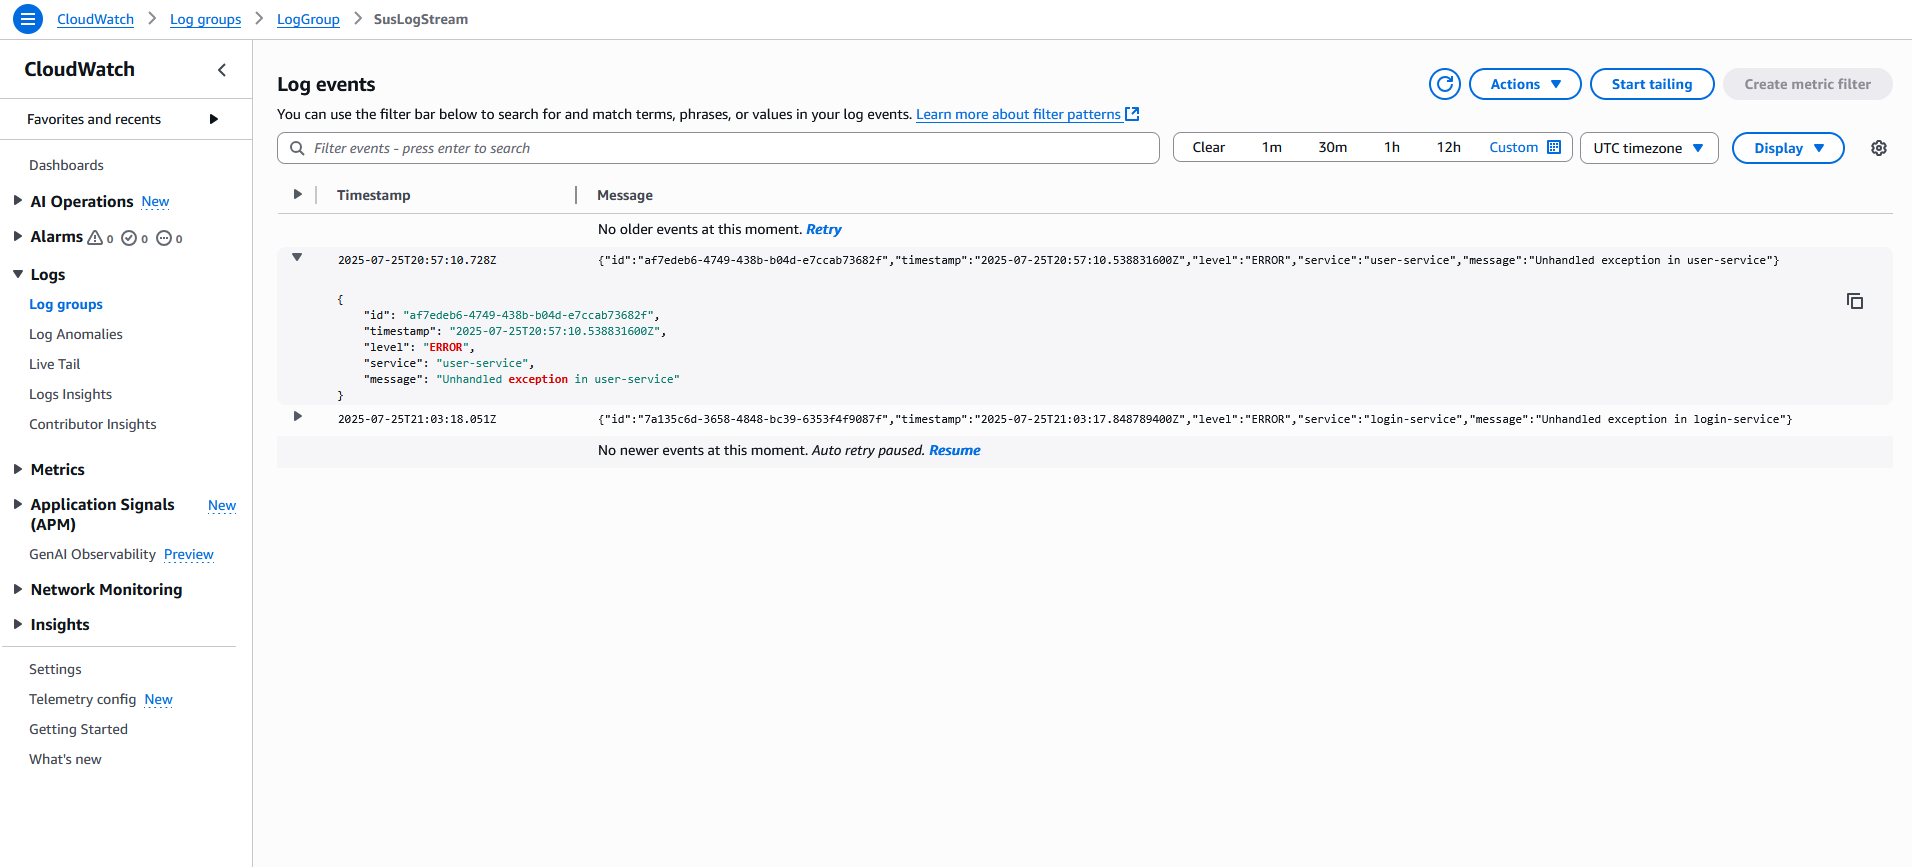 CloudWatch > Log groups > LogGroup > SusLogStream
CloudWatch
Favorites and recents
Dashboards
AI Operations New
Alarms 0 0 0
Logs
Log groups
Log Anomalies
Live Tail
Logs Insights
Contributor Insights
Metrics
Application Signals New
(APM)
GenAI Observability Preview
Network Monitoring
Insights
Settings
Telemetry config New
Getting Started
What's new
Log events
Actions
Start tailing
Create metric filter
You can use the filter bar below to search for and match terms, phrases, or values in your log events. Learn more about filter patterns
Filter events - press enter to search
Clear 1m 30m 1h 12h Custom
UTC timezone
Display
Timestamp Message
No older events at this moment. Retry
2025-07-25T20:57:10.728Z {"id":"af7edeb6-4749-438b-b04d-e7ccab73682f","timestamp":"2025-07-25T20:57:10.538831600Z","level":"ERROR","service":"user-service","message":"Unhandled exception in user-service"}
{
"id": "af7edeb6-4749-438b-b04d-e7ccab73682f",
"timestamp": "2025-07-25T20:57:10.538831600Z",
"level": "ERROR",
"service": "user-service",
"message": "Unhandled exception in user-service"
}
2025-07-25T21:03:18.051Z {"id":"7a135c6d-3658-4848-bc39-6353f4f9087f","timestamp":"2025-07-25T21:03:17.848789400Z","level":"ERROR","service":"login-service","message":"Unhandled exception in login-service"}
No newer events at this moment. Auto retry paused. Resume